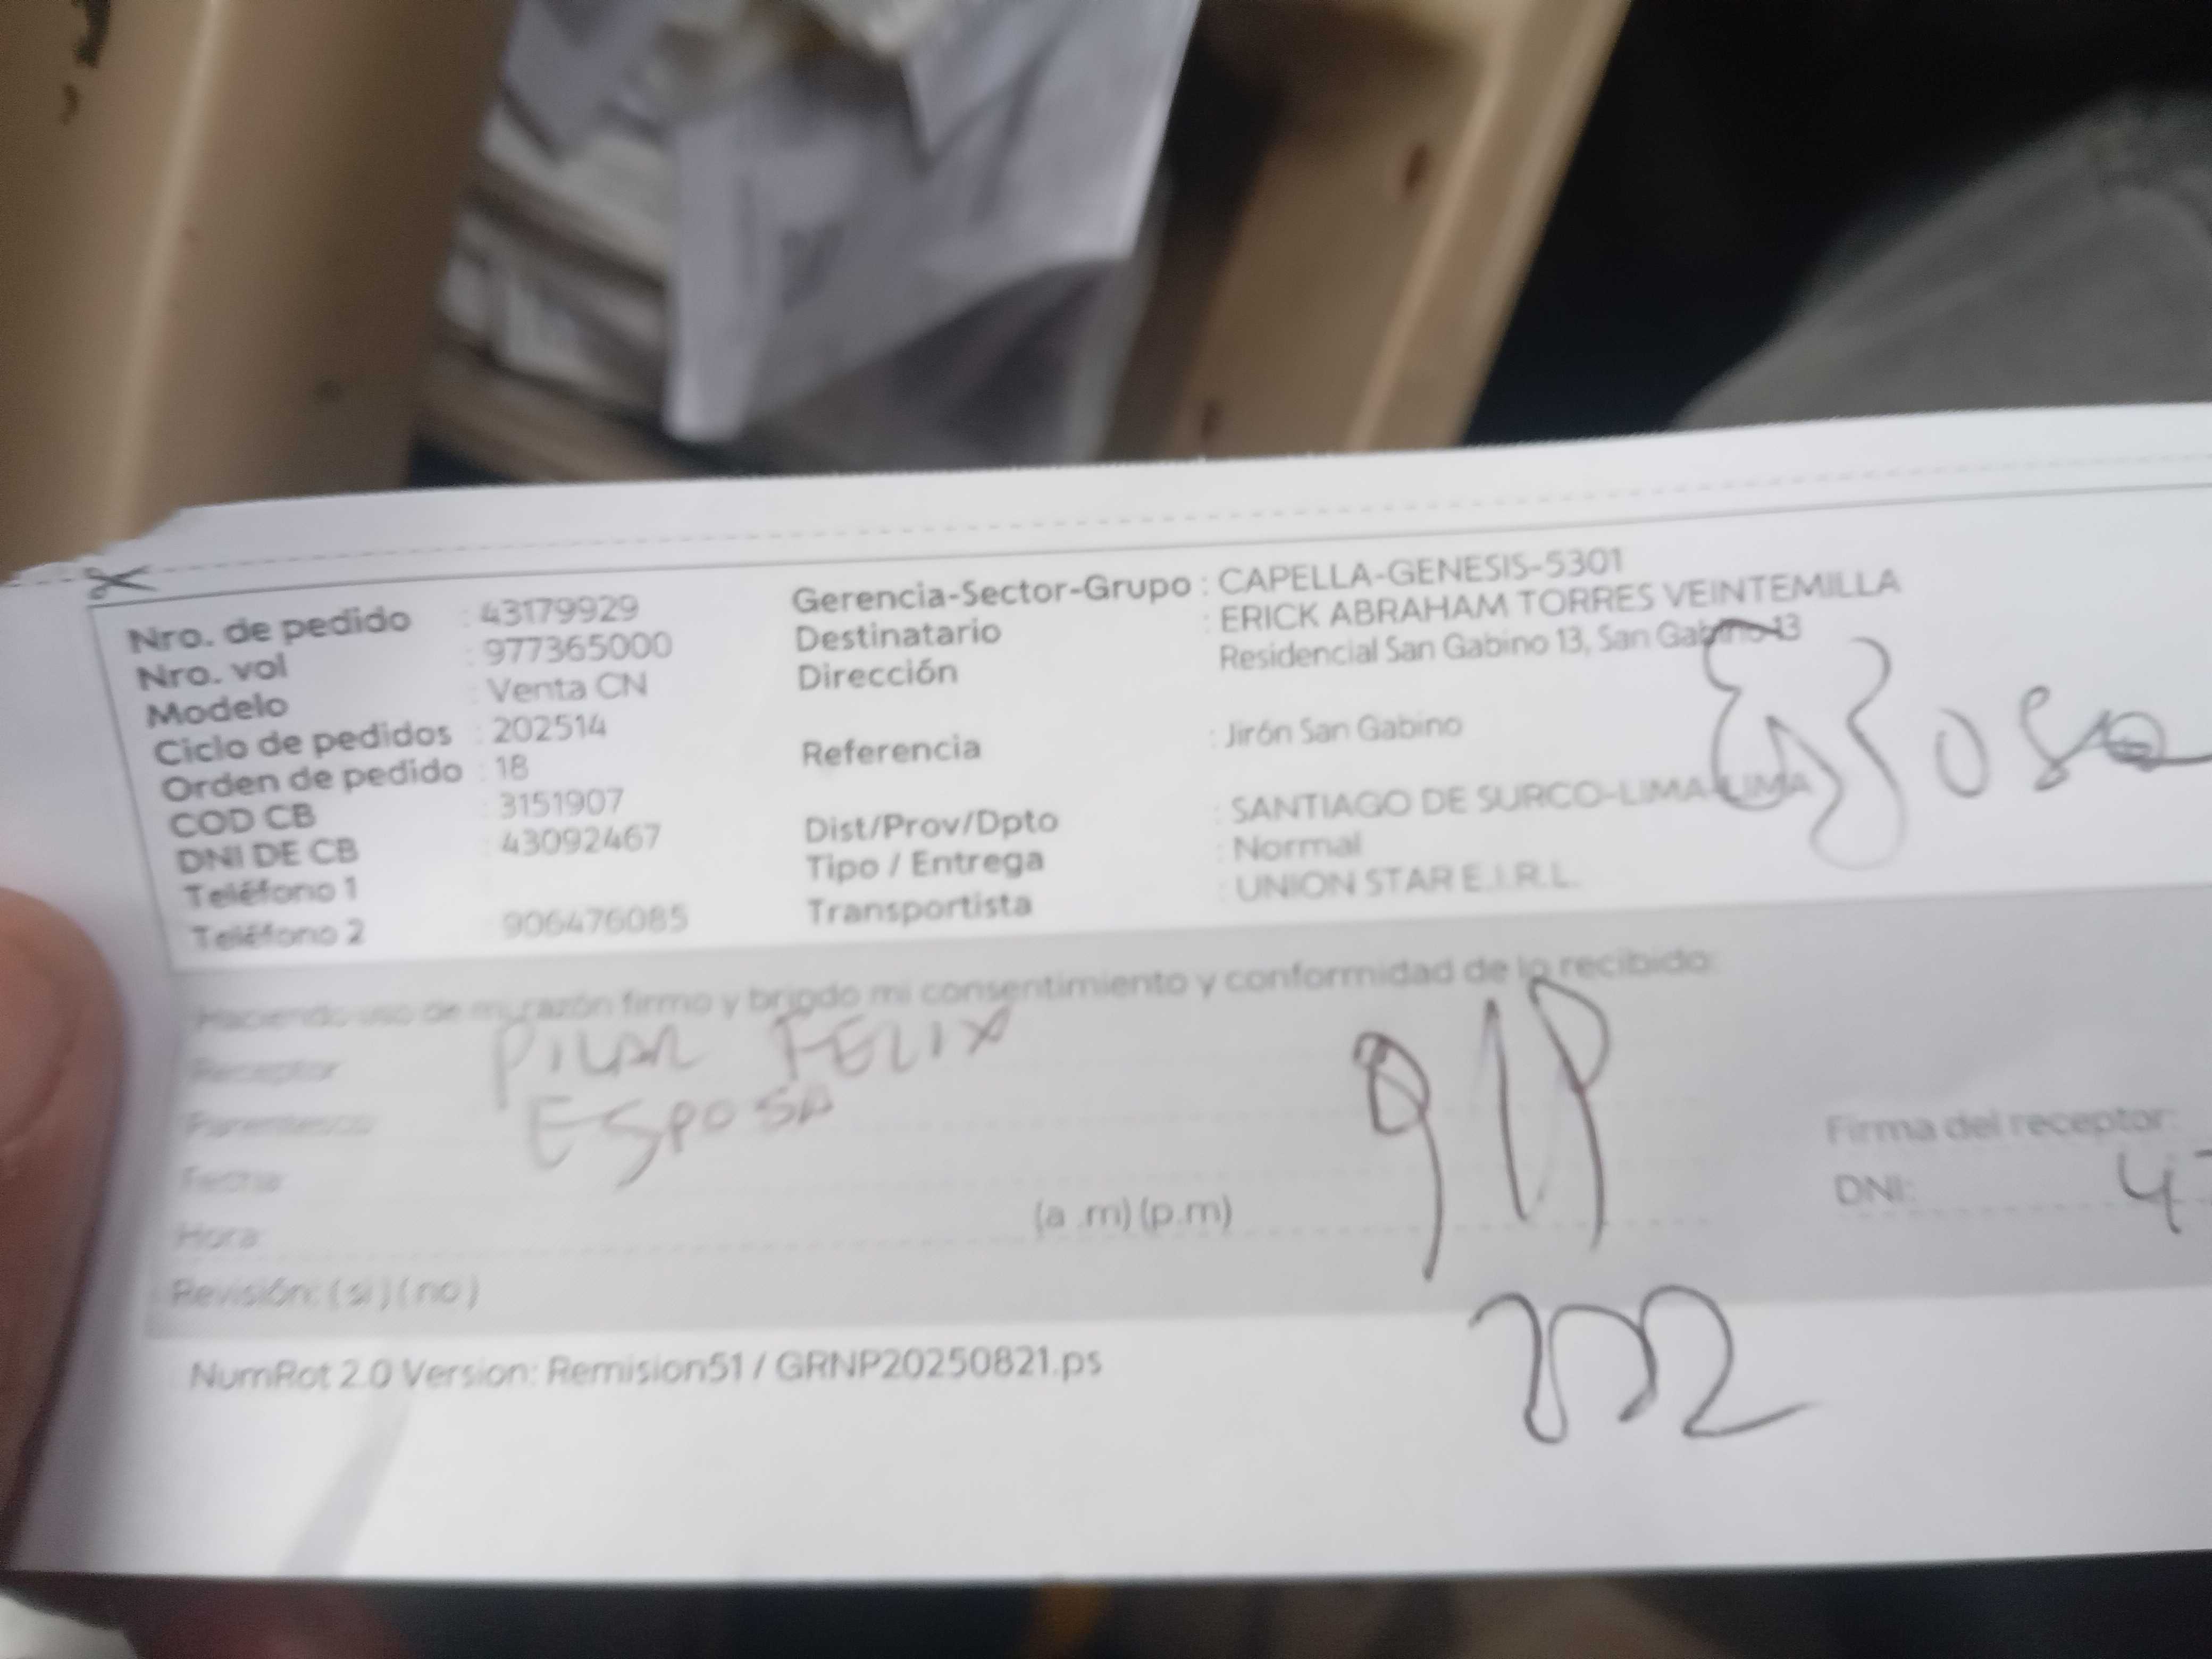 Nro. de pedido : 43179929
Nro. vol : 977365000
Modelo : Venta CN
Ciclo de pedidos : 202514
Orden de pedido : 18
COD CB : 3151907
DNI DE CB : 43092467
Teléfono 1
Teléfono 2 : 906476085
Gerencia-Sector-Grupo : CAPELLA-GENESIS-5301
Destinatario : ERICK ABRAHAM TORRES VEINTEMILLA
Dirección : Residencial San Gabino 13, San Gabino 13
Referencia : Jirón San Gabino
Dist/Prov/Dpto : SANTIAGO DE SURCO-LIMA-LIMA
Tipo / Entrega : Normal
Transportista : UNION STAR E.I.R.L.
Esposa
Haciendo uso de mi razón firmo y brindo mi consentimiento y conformidad de lo recibido:
Receptor PILAR FELIX
Parentesco ESPOSA
Fecha
Hora (a .m) (p.m)
Firma del receptor:
DNI: 47
Revisión: ( si ) ( no )
NumRot 2.0 Version: Remision51 / GRNP20250821.ps